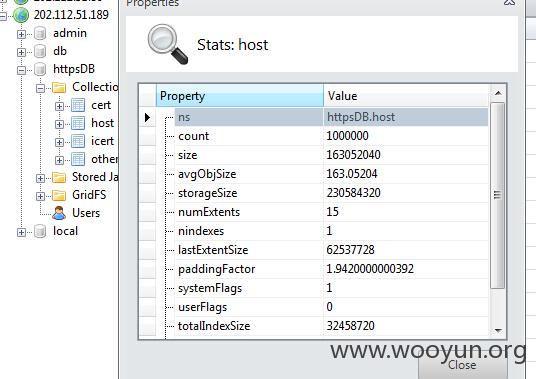 Properties
202.112.51.189
admin
db
httpsDB
Collection
cert
host
icert
other
Stored Ja
GridFS
Users
local
Stats: host
Property Value
ns httpsDB.host
count 1000000
size 163052040
avgObjSize 163.05204
storageSize 230584320
numExtents 15
nindexes 1
lastExtentSize 62537728
paddingFactor 1.9420000000392
systemFlags 1
userFlags 0
totalIndexSize 32458720
www.wooyun.org
Close